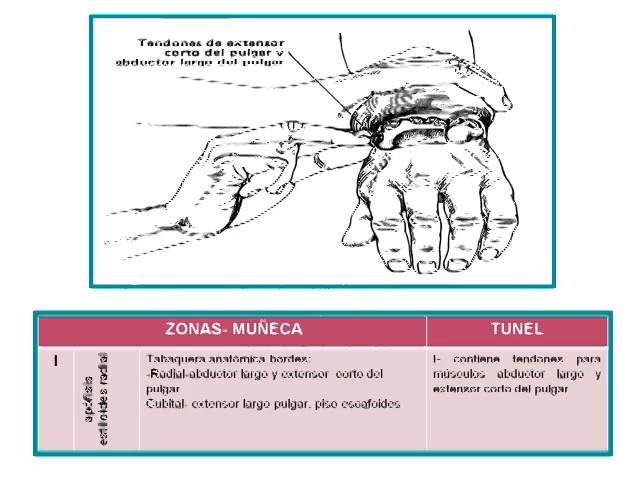 Tendones de extensor
corto del pulgar y
abductor largo del pulgar
ZONAS- MUÑECA
TUNEL
I
apófisis
estiloides radial
Tabaquera anatómica bordes:
-Radial-abductor largo y extensor corto del
pulgar
Cubital- extensor largo pulgar, piso escafoides
I- contiene tendones para
músculos abductor largo y
extensor corto del pulgar